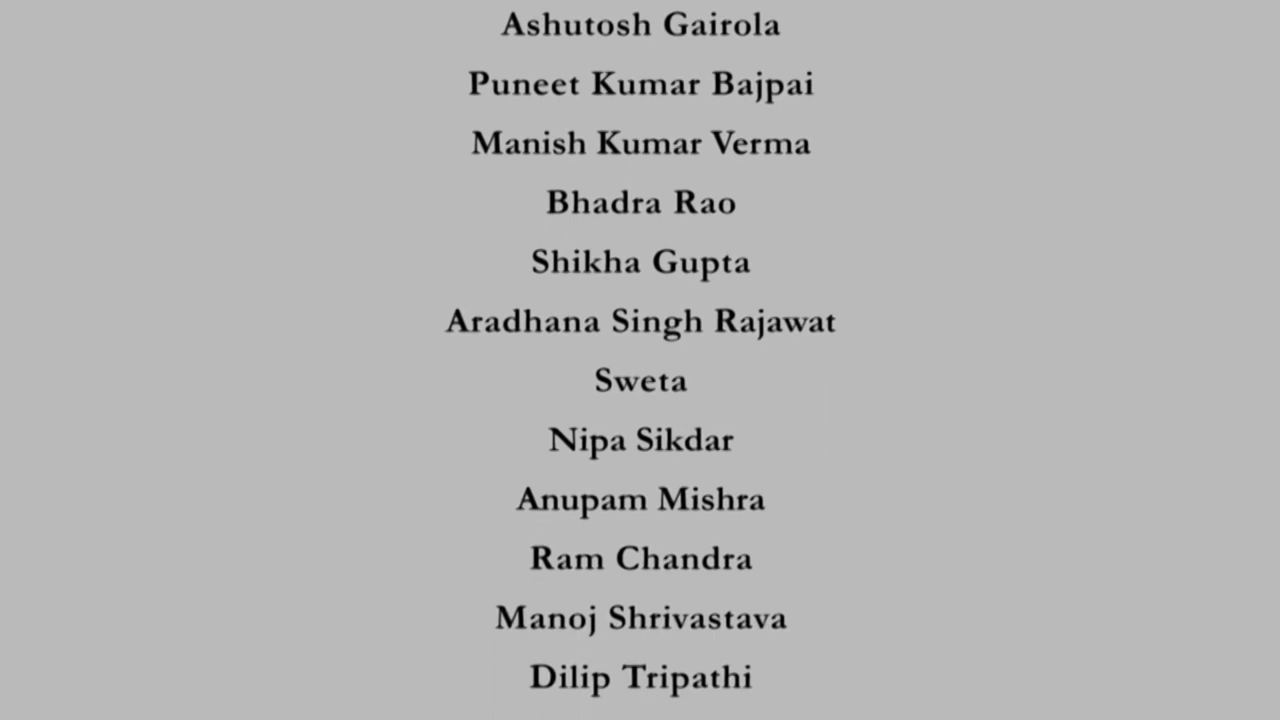 Ashutosh Gairola
Puneet Kumar Bajpai
Manish Kumar Verma
Bhadra Rao
Shikha Gupta
Aradhana Singh Rajawat
Sweta
Nipa Sikdar
Anupam Mishra
Ram Chandra
Manoj Shrivastava
Dilip Tripathi